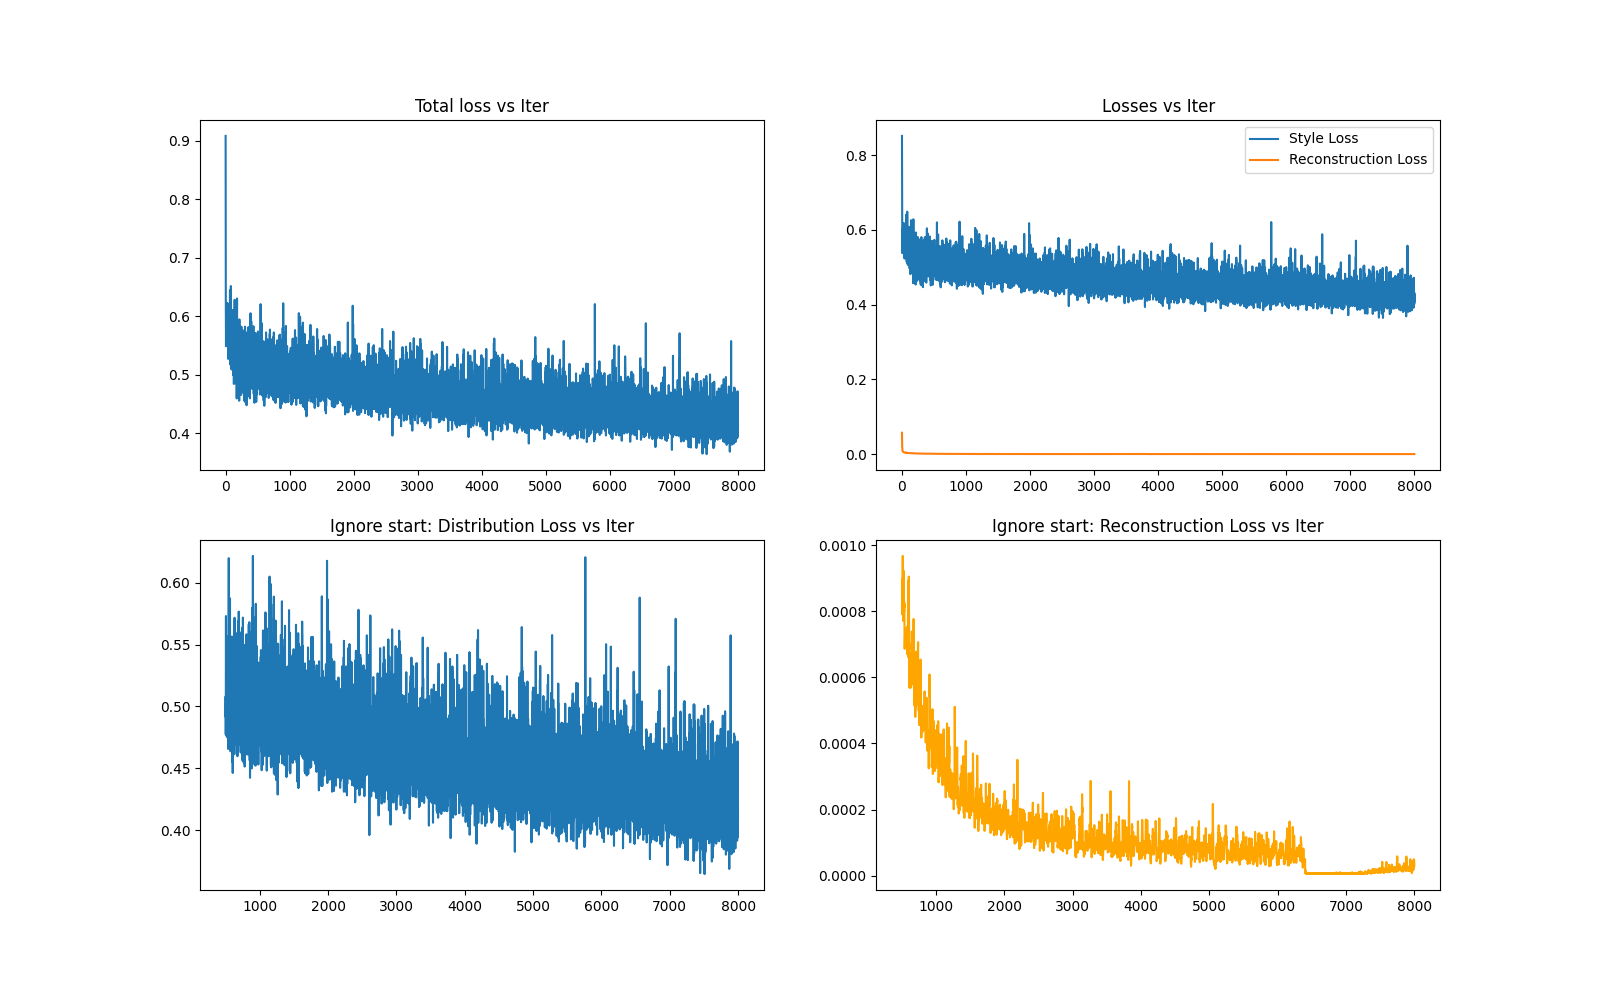 Total loss vs Iter
0.9
0.8
0.7
0.6
0.5
0.4
0 1000 2000 3000 4000 5000 6000 7000 8000
Losses vs Iter
Style Loss
Reconstruction Loss
0.8
0.6
0.4
0.2
0.0
0 1000 2000 3000 4000 5000 6000 7000 8000
Ignore start: Distribution Loss vs Iter
0.60
0.55
0.50
0.45
0.40
1000 2000 3000 4000 5000 6000 7000 8000
Ignore start: Reconstruction Loss vs Iter
0.0010
0.0008
0.0006
0.0004
0.0002
0.0000
1000 2000 3000 4000 5000 6000 7000 8000